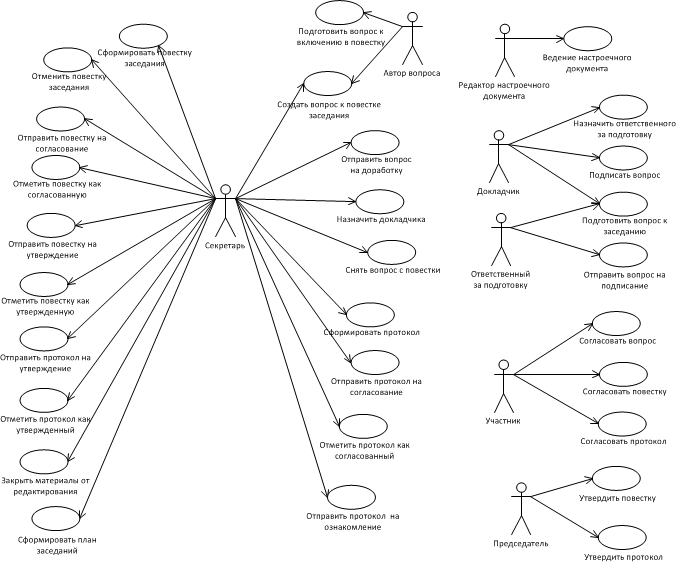 Сформировать повестку
заседания
Отменить повестку
заседания
Отправить повестку на
согласование
Отметить повестку как
согласованную
Отправить повестку на
утверждение
Отметить повестку как
утвержденную
Отправить протокол на
утверждение
Отметить протокол как
утвержденный
Закрыть материалы от
редактирования
Сформировать план
заседаний
Секретарь
Подготовить вопрос к
включению в повестку
Автор вопроса
Создать вопрос к повестке
заседания
Отправить вопрос
на доработку
Назначить докладчика
Снять вопрос с повестки
Сформировать протокол
Отправить протокол на
согласование
Отметить протокол как
согласованный
Отправить протокол на
ознакомление
Редактор настроечного
документа
Ведение настроечного
документа
Докладчик
Назначить ответственного
за подготовку
Подписать вопрос
Подготовить вопрос к
заседанию
Ответственный
за подготовку
Отправить вопрос на
подписание
Участник
Согласовать вопрос
Согласовать повестку
Согласовать протокол
Председатель
Утвердить повестку
Утвердить протокол